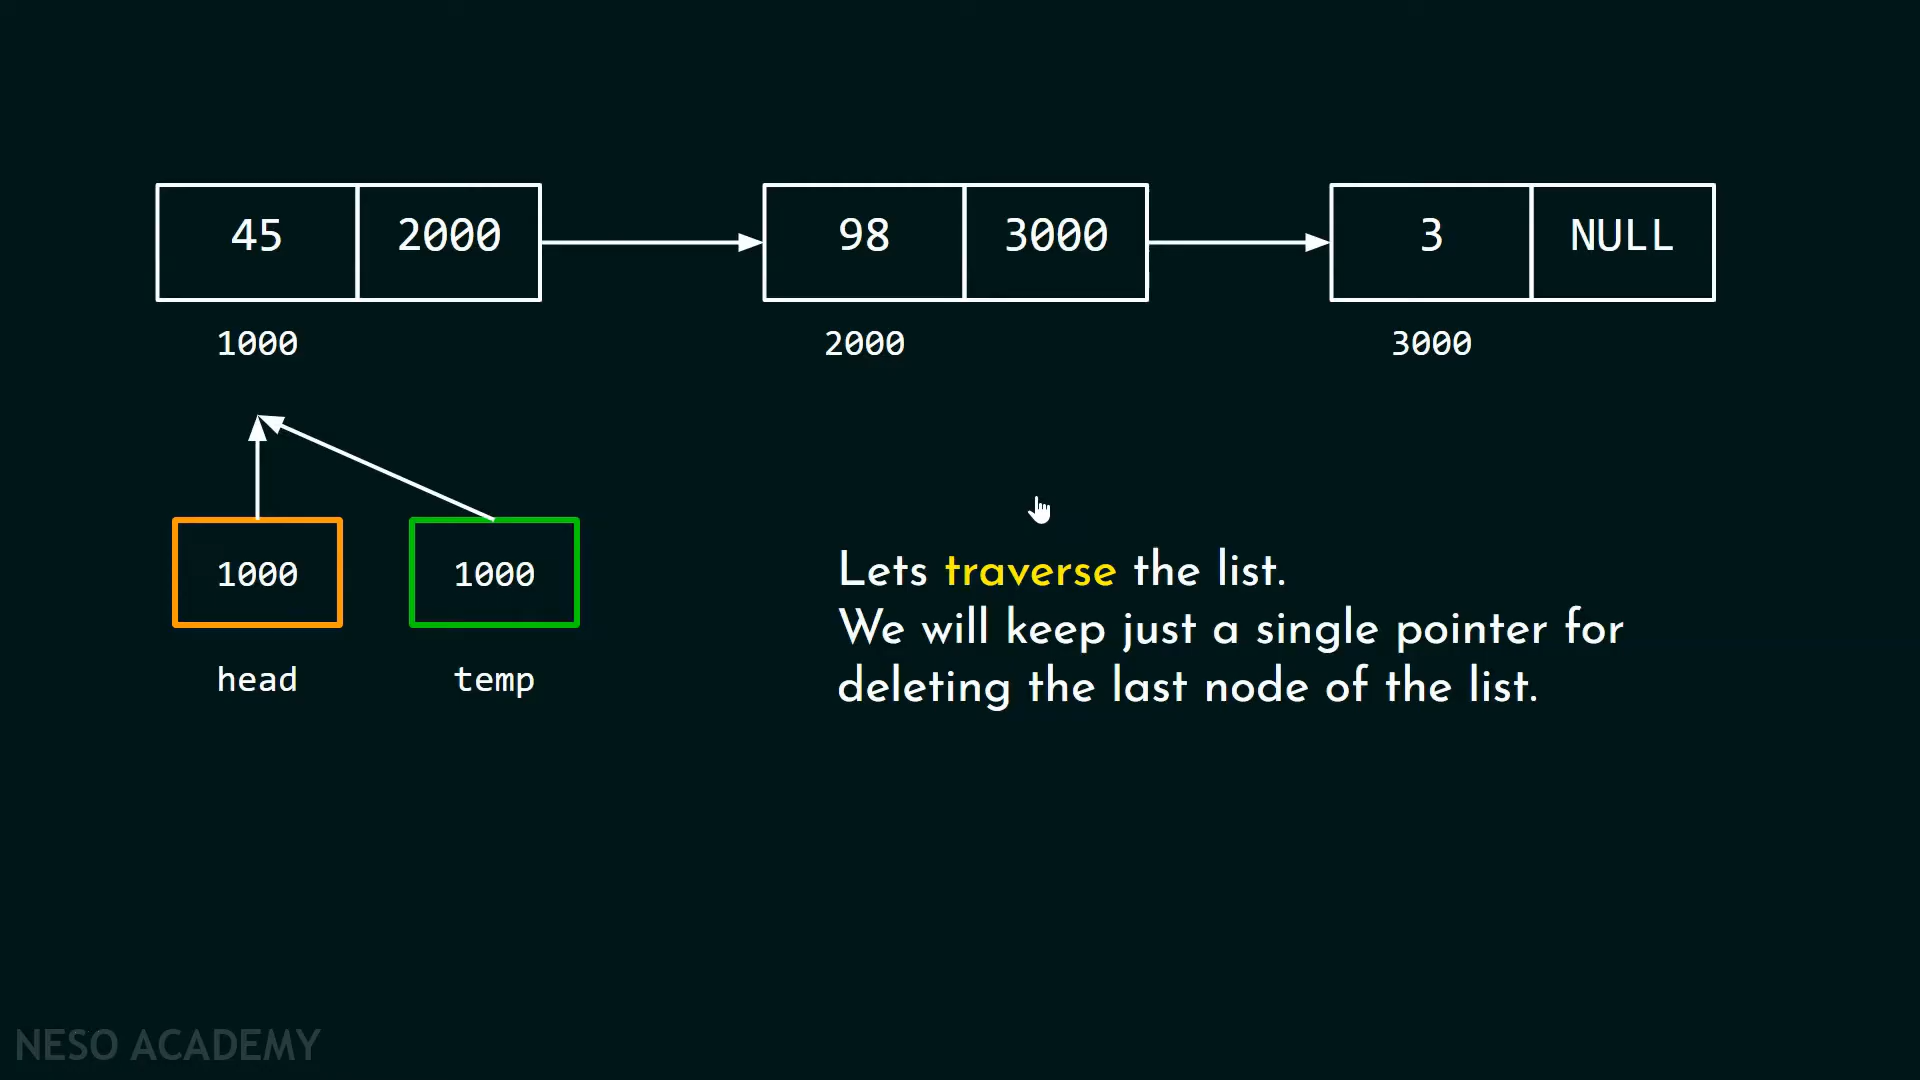 45 2000 98 3000 3 NULL
1000 2000 3000
1000 1000
head temp
Lets traverse the list.
We will keep just a single pointer for
deleting the last node of the list.
NESO ACADEMY